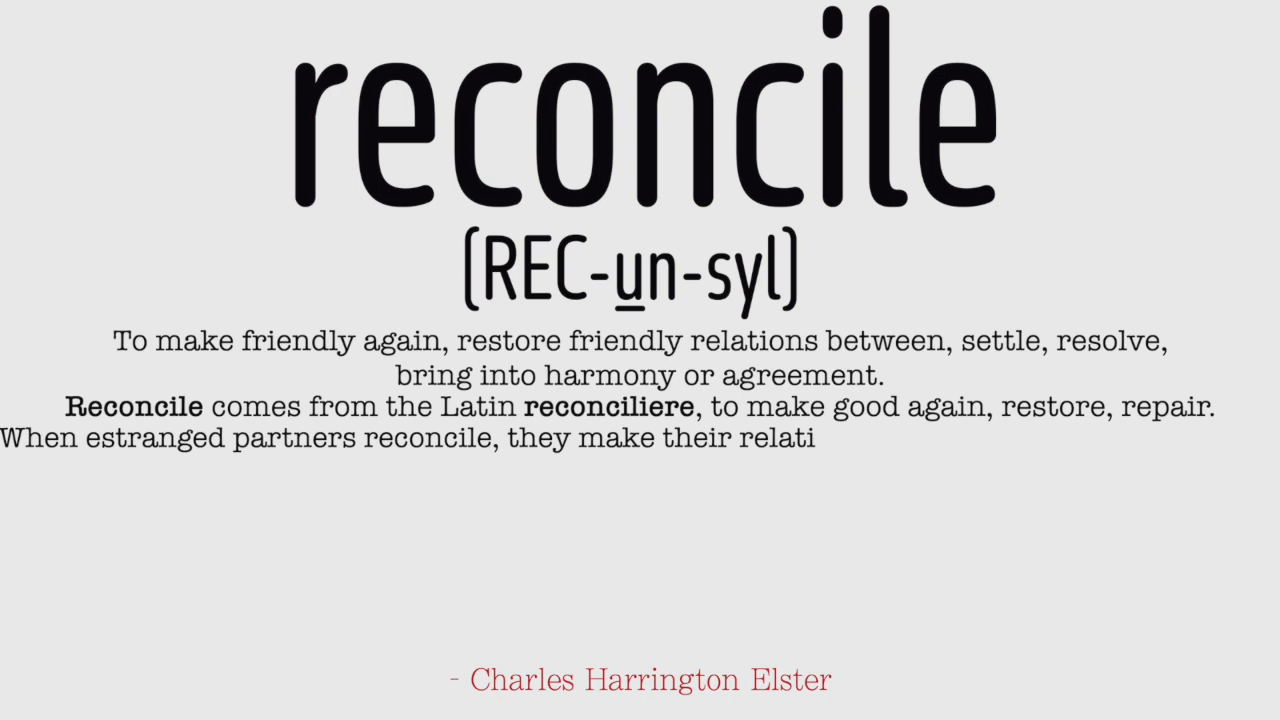 reconcile
(REC-un-syl)
To make friendly again, restore friendly relations between, settle, resolve,
bring into harmony or agreement.
Reconcile comes from the Latin reconciliere, to make good again, restore, repair.
When estranged partners reconcile, they make their relati
- Charles Harrington Elster